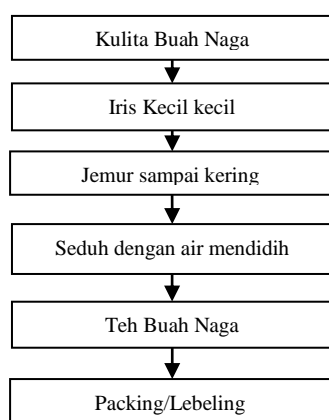 Kulita Buah Naga
Iris Kecil kecil
Jemur sampai kering
Seduh dengan air mendidih
Teh Buah Naga
Packing/Lebeling